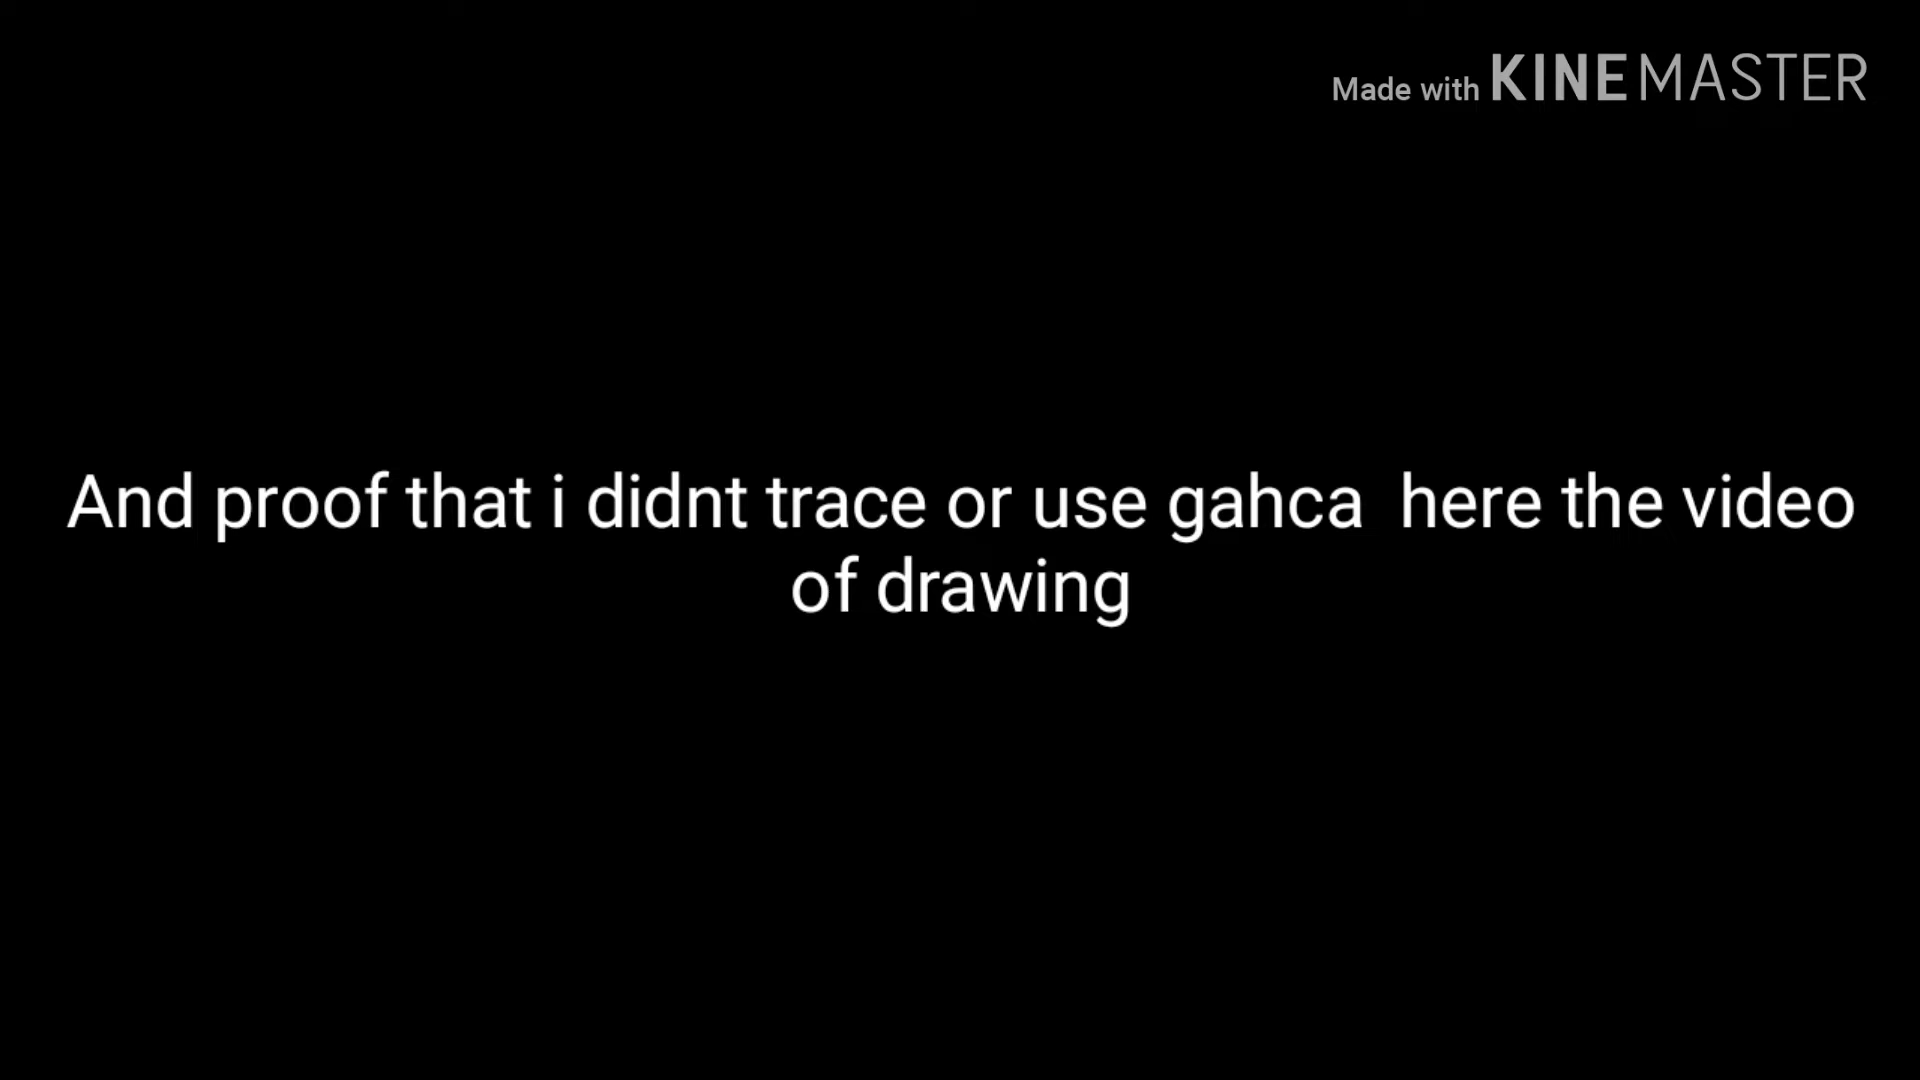 Made with KINEMASTER
And proof that i didnt trace or use gahca  here the video
of drawing